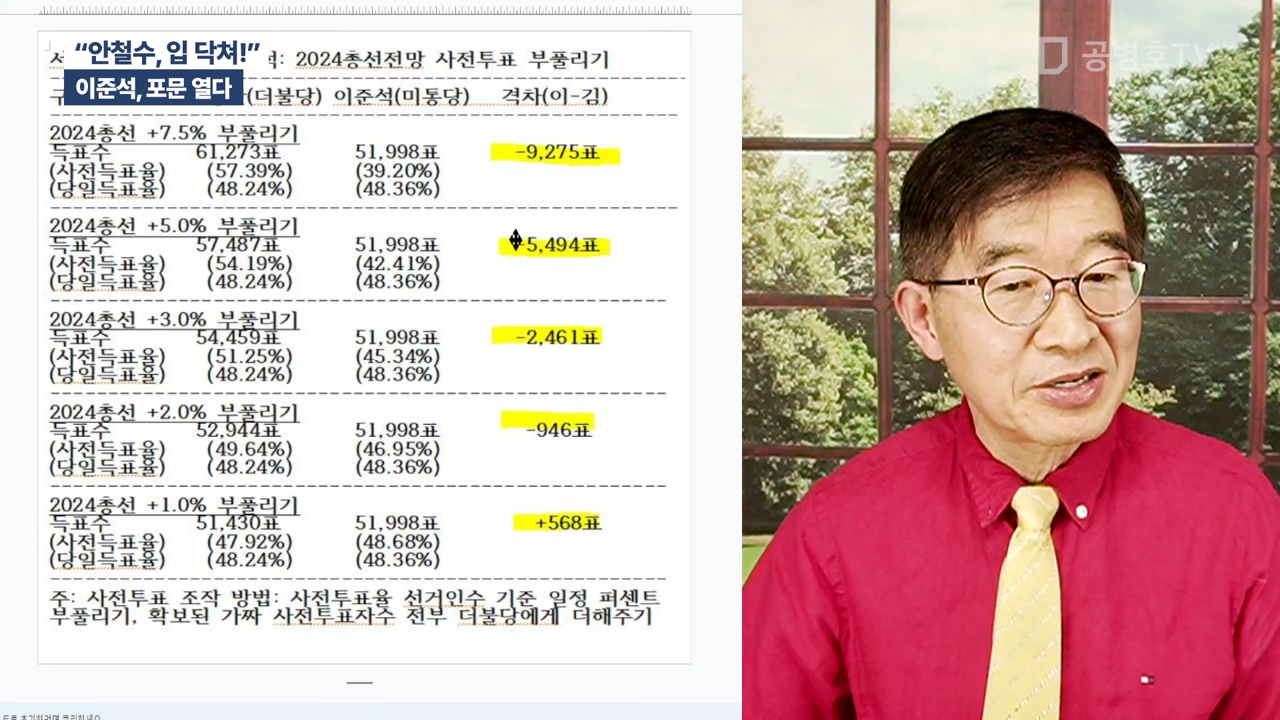 “안철수, 입 닥쳐!”
이준석, 포문 열다
공병호TV
2024총선전망 사전투표 부풀리기
(더불당) 이준석(미통당) 격차(이-김)
2024총선 +7.5% 부풀리기
득표수 61,273표 51,998표 -9,275표
(사전득표율) (57.39%) (39.20%)
(당일득표율) (48.24%) (48.36%)
2024총선 +5.0% 부풀리기
득표수 57,487표 51,998표 -5,494표
(사전득표율) (54.19%) (42.41%)
(당일득표율) (48.24%) (48.36%)
2024총선 +3.0% 부풀리기
득표수 54,459표 51,998표 -2,461표
(사전득표율) (51.25%) (45.34%)
(당일득표율) (48.24%) (48.36%)
2024총선 +2.0% 부풀리기
득표수 52,944표 51,998표 -946표
(사전득표율) (49.64%) (46.95%)
(당일득표율) (48.24%) (48.36%)
2024총선 +1.0% 부풀리기
득표수 51,430표 51,998표 +568표
(사전득표율) (47.92%) (48.68%)
(당일득표율) (48.24%) (48.36%)
주: 사전투표 조작 방법: 사전투표율 선거인수 기준 일정 퍼센트
부풀리기, 확보된 가짜 사전투표자수 전부 더불당에게 더해주기